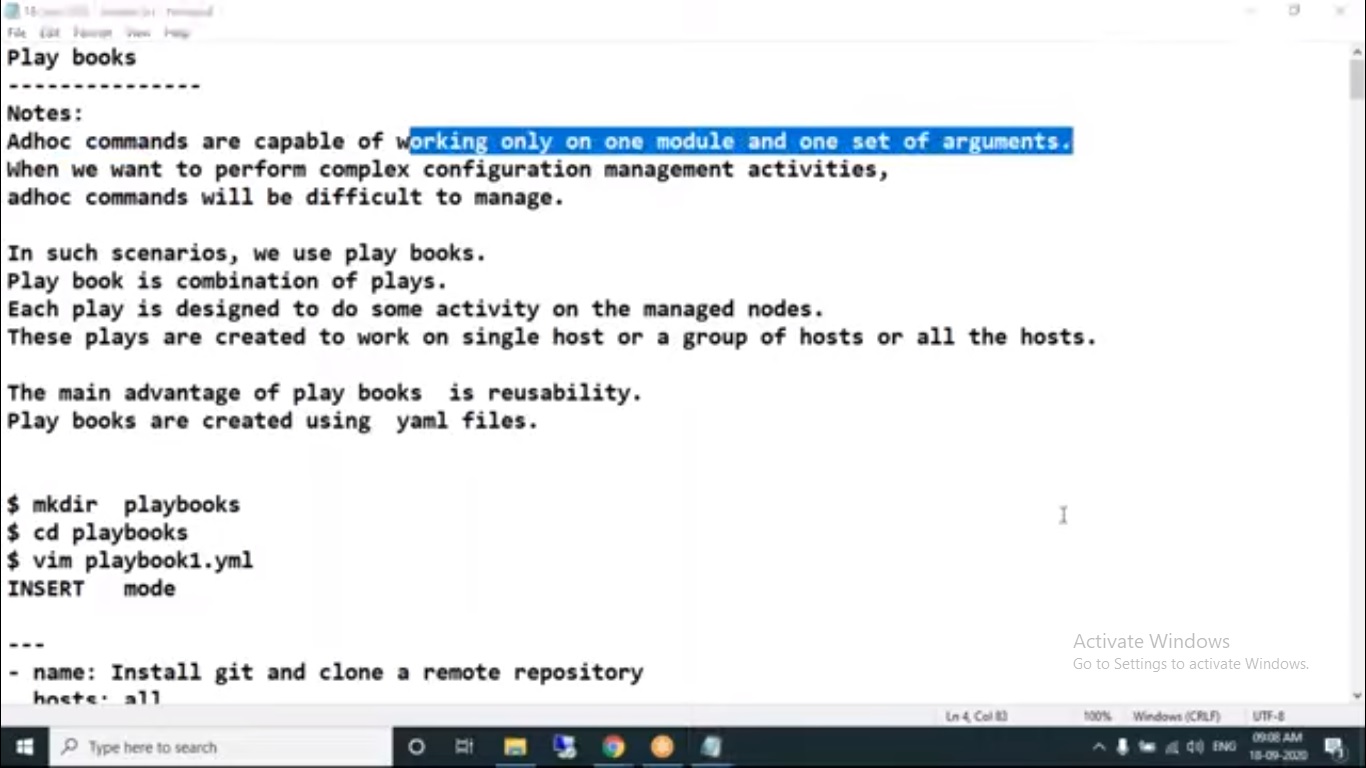 File Edit Format View Help
Play books
---------------
Notes:
Adhoc commands are capable of working only on one module and one set of arguments.
When we want to perform complex configuration management activities,
adhoc commands will be difficult to manage.
In such scenarios, we use play books.
Play book is combination of plays.
Each play is designed to do some activity on the managed nodes.
These plays are created to work on single host or a group of hosts or all the hosts.
The main advantage of play books  is reusability.
Play books are created using  yaml files.
$ mkdir  playbooks
$ cd playbooks
$ vim playbook1.yml
INSERT   mode
---
- name: Install git and clone a remote repository
hosts: all
Activate Windows
Go to Settings to activate Windows.
Ln 4, Col 83 100% Windows (CRLF) UTF-8
Type here to search
ENG
09:08 AM
18-09-2020